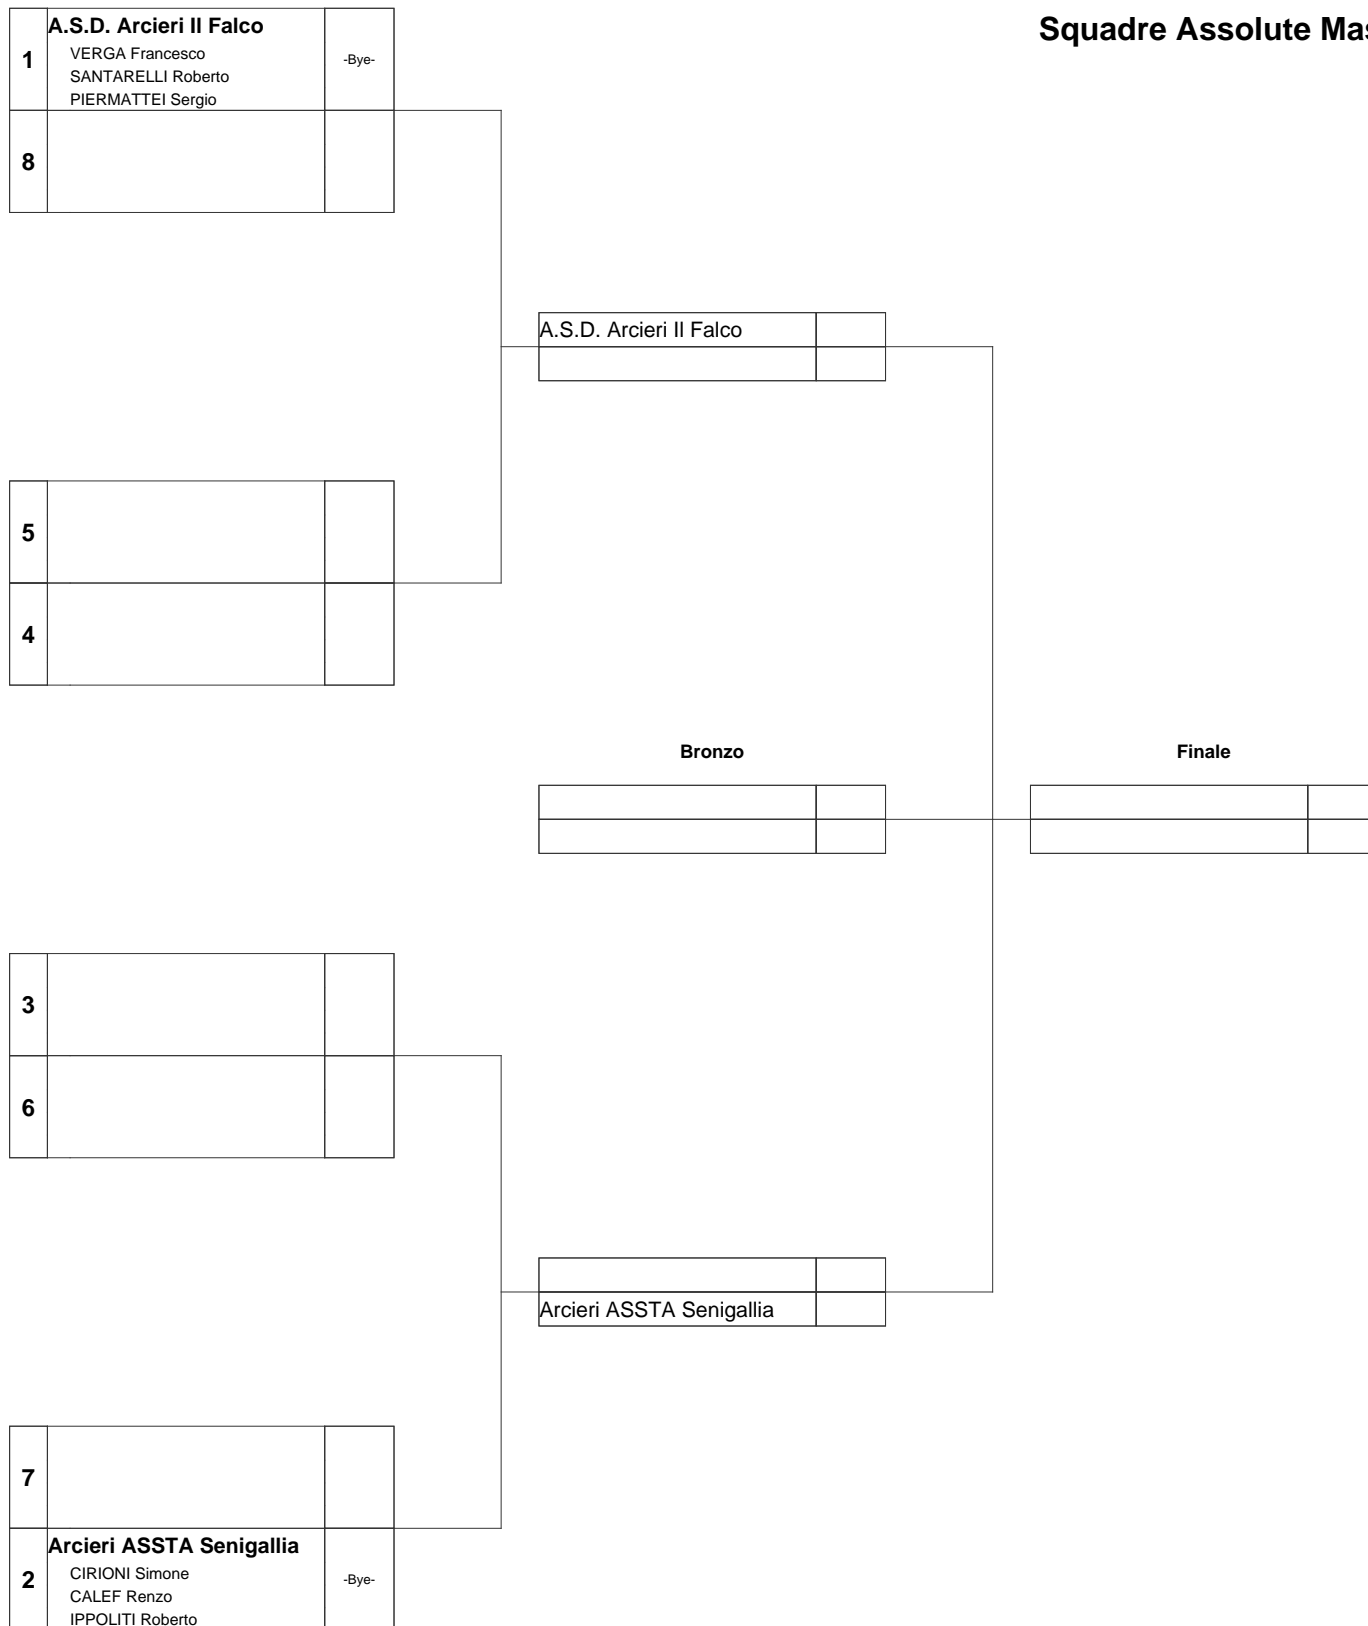 Squadre Assolute Mas
A.S.D. Arcieri Il Falco
1
VERGA Francesco
SANTARELLI Roberto
PIERMATTEI Sergio
-Bye-
8
A.S.D. Arcieri Il Falco
5
4
Bronzo
Finale
3
6
Arcieri ASSTA Senigallia
7
Arcieri ASSTA Senigallia
2
CIRIONI Simone
CALEF Renzo
IPPOLITI Roberto
-Bye-